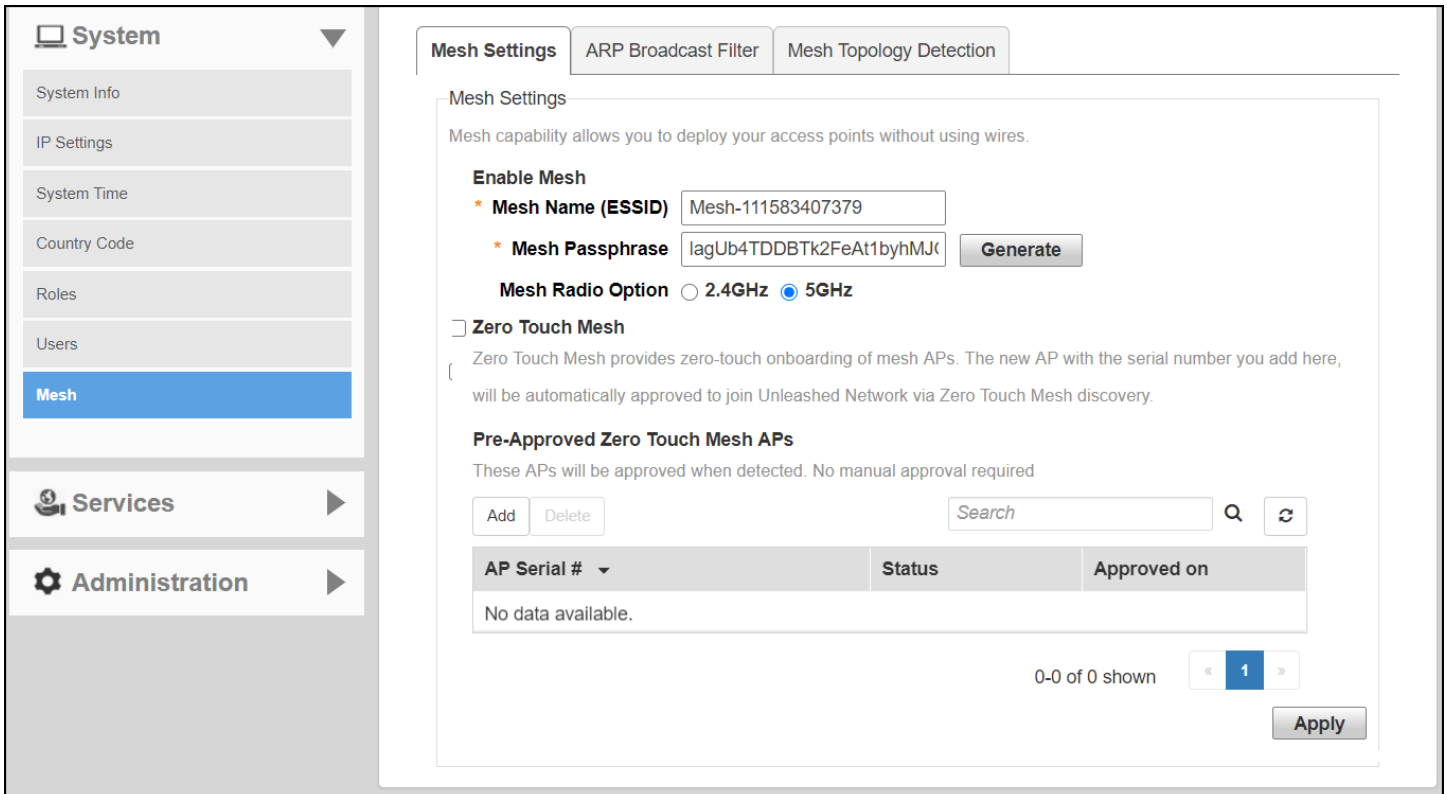 System
System Info
IP Settings
System Time
Country Code
Roles
Users
Mesh
Services
Administration
Mesh Settings ARP Broadcast Filter Mesh Topology Detection
Mesh Settings
Mesh capability allows you to deploy your access points without using wires.
Enable Mesh
* Mesh Name (ESSID) Mesh-111583407379
* Mesh Passphrase Generate
Mesh Radio Option 2.4GHz 5GHz
Zero Touch Mesh
Zero Touch Mesh provides zero-touch onboarding of mesh APs. The new AP with the serial number you add here,
will be automatically approved to join Unleashed Network via Zero Touch Mesh discovery.
Pre-Approved Zero Touch Mesh APs
These APs will be approved when detected. No manual approval required
Add Delete Search
AP Serial # Status Approved on
No data available.
0-0 of 0 shown « 1 »
Apply